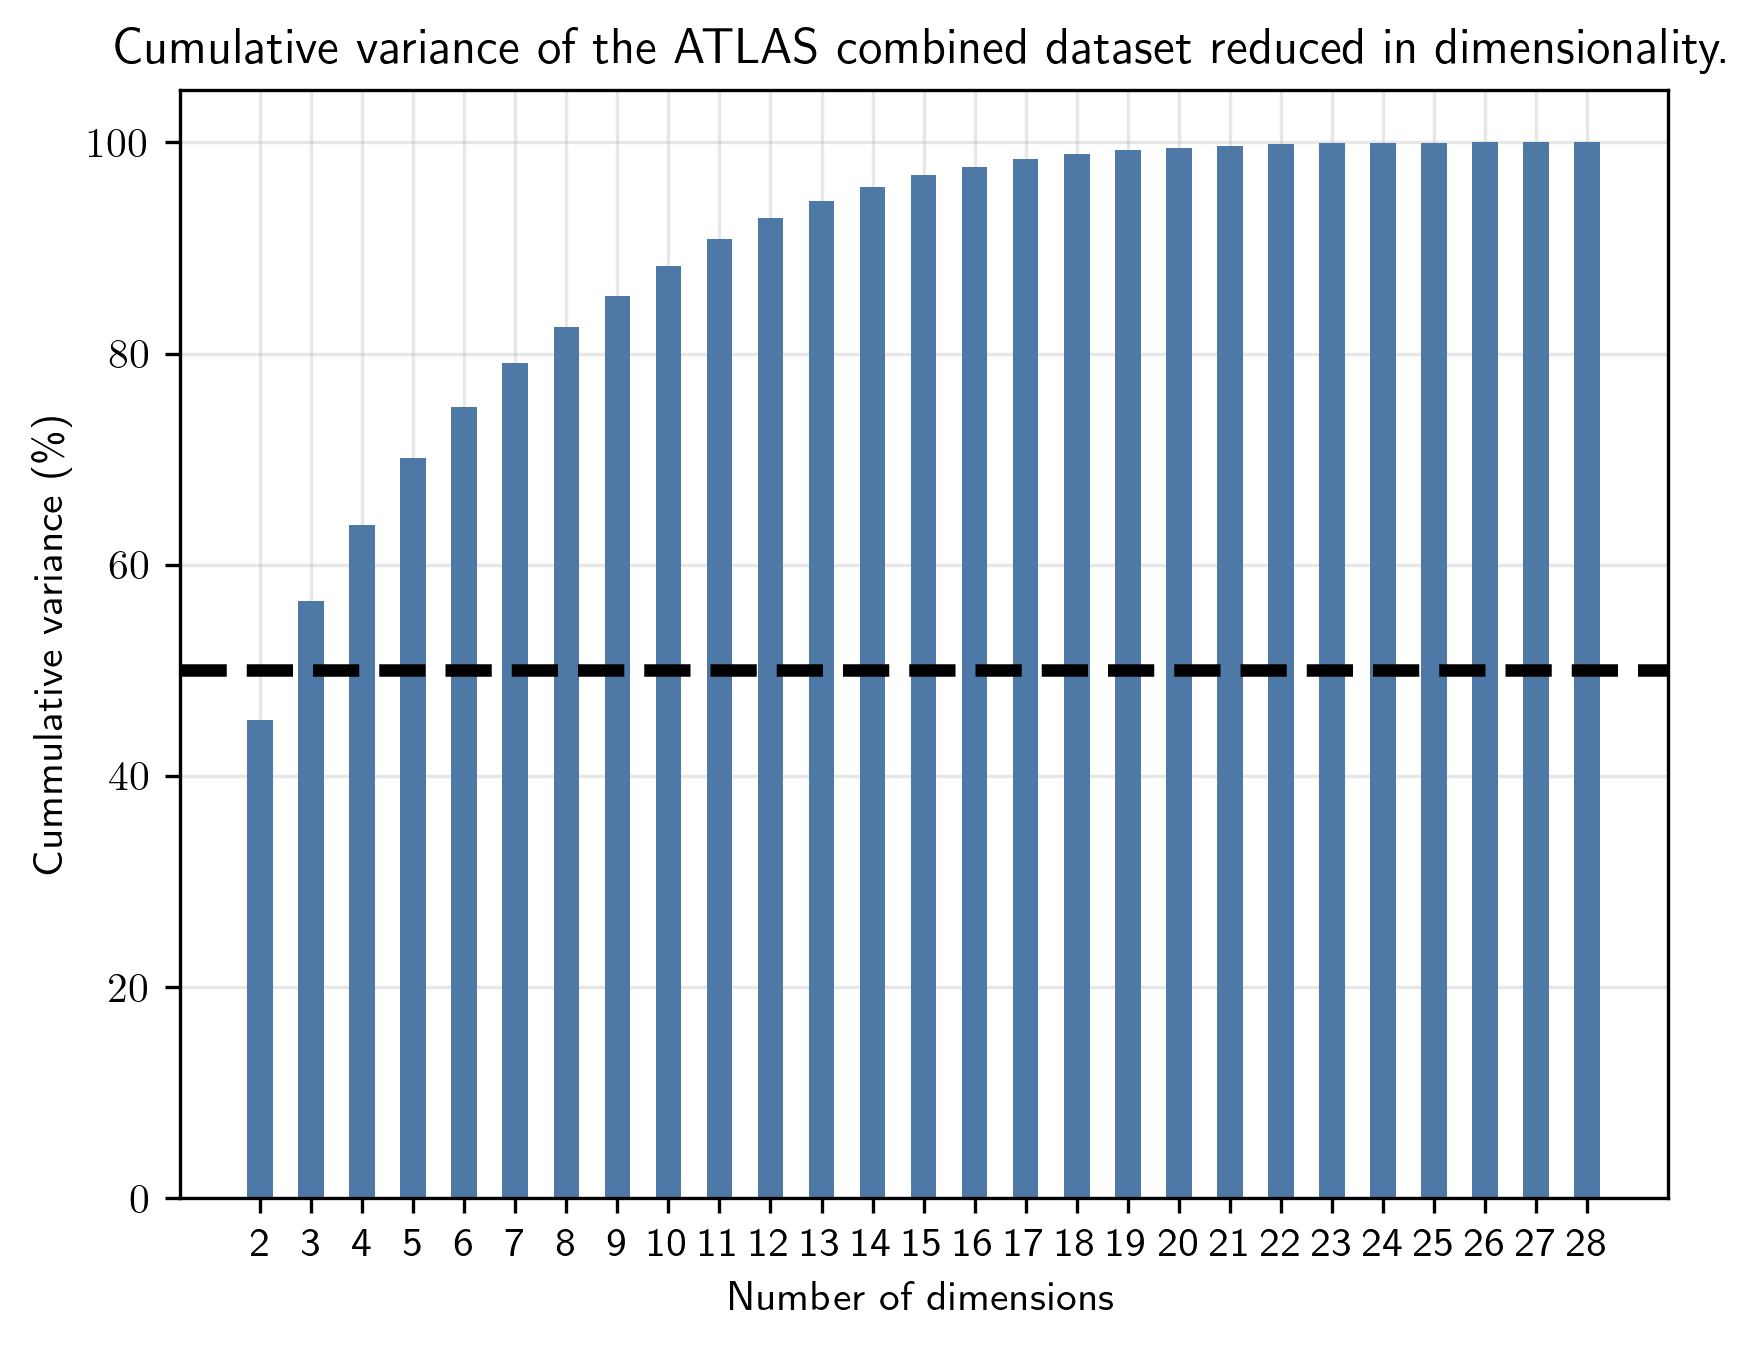 Cumulative variance of the ATLAS combined dataset reduced in dimensionality.
100
80
60
40
20
0
Cummulative variance (%)
2 3 4 5 6 7 8 9 10 11 12 13 14 15 16 17 18 19 20 21 22 23 24 25 26 27 28
Number of dimensions